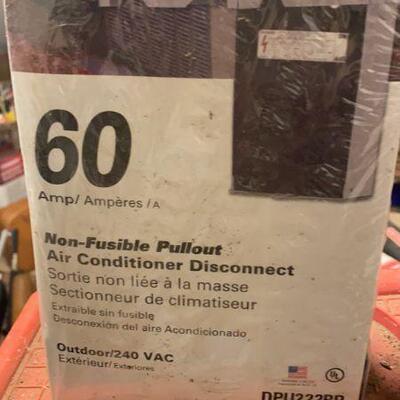 60
Amp/ Ampères /A
Non-Fusible Pullout
Air Conditioner Disconnect
Sortie non liée à la masse
Sectionneur de climatiseur
Extraible sin fusible
Desconexión del aire Acondicionado
Outdoor/240 VAC
Extérieur/ Exteriores
UL